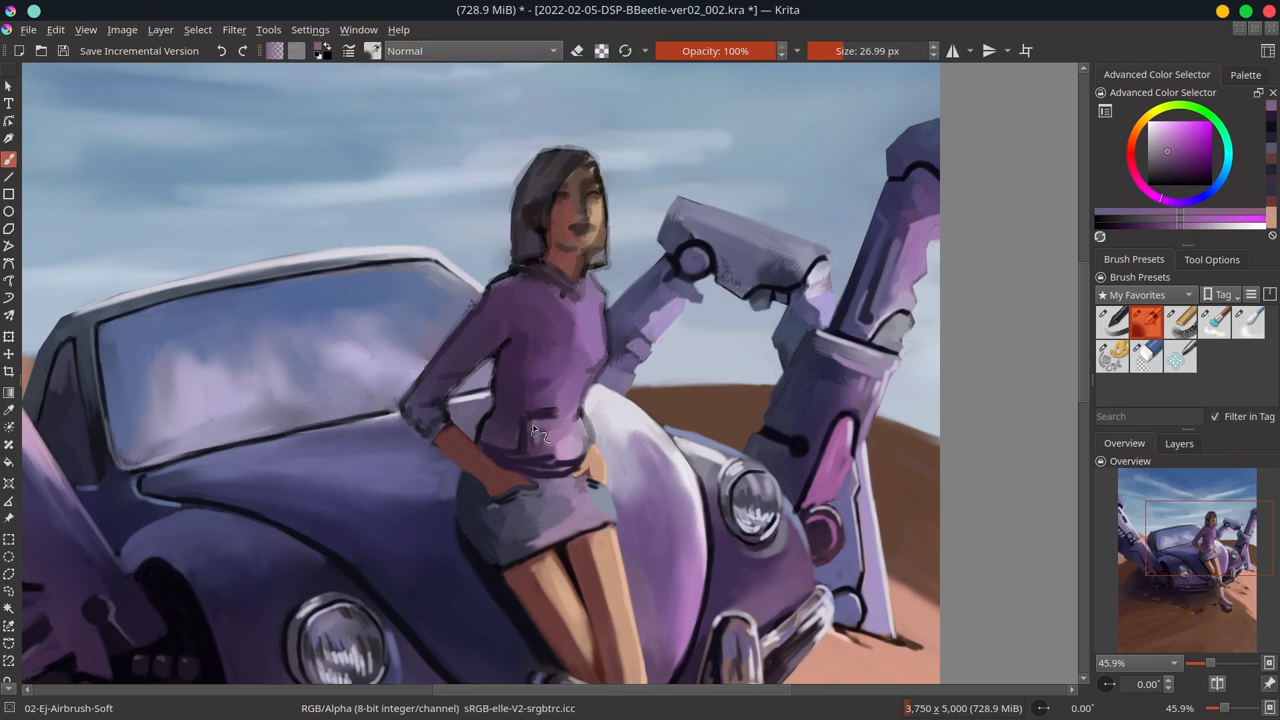 (728.9 MiB) * - [2022-02-05-DSP-BBeetle-ver02_002.kra *] — Krita
File Edit View Image Layer Select Filter Tools Settings Window Help
Save Incremental Version Normal Opacity: 100% Size: 26.99 px
Advanced Color Selector Palette
Advanced Color Selector
Brush Presets Tool Options
Brush Presets
★ My Favorites Tag
Search Filter in Tag
Overview Layers
Overview
45.9%
0.00°
02-Ej-Airbrush-Soft RGB/Alpha (8-bit integer/channel) sRGB-elle-V2-srgbtrc.icc 3,750 x 5,000 (728.9 MiB) 0.00° 45.9%